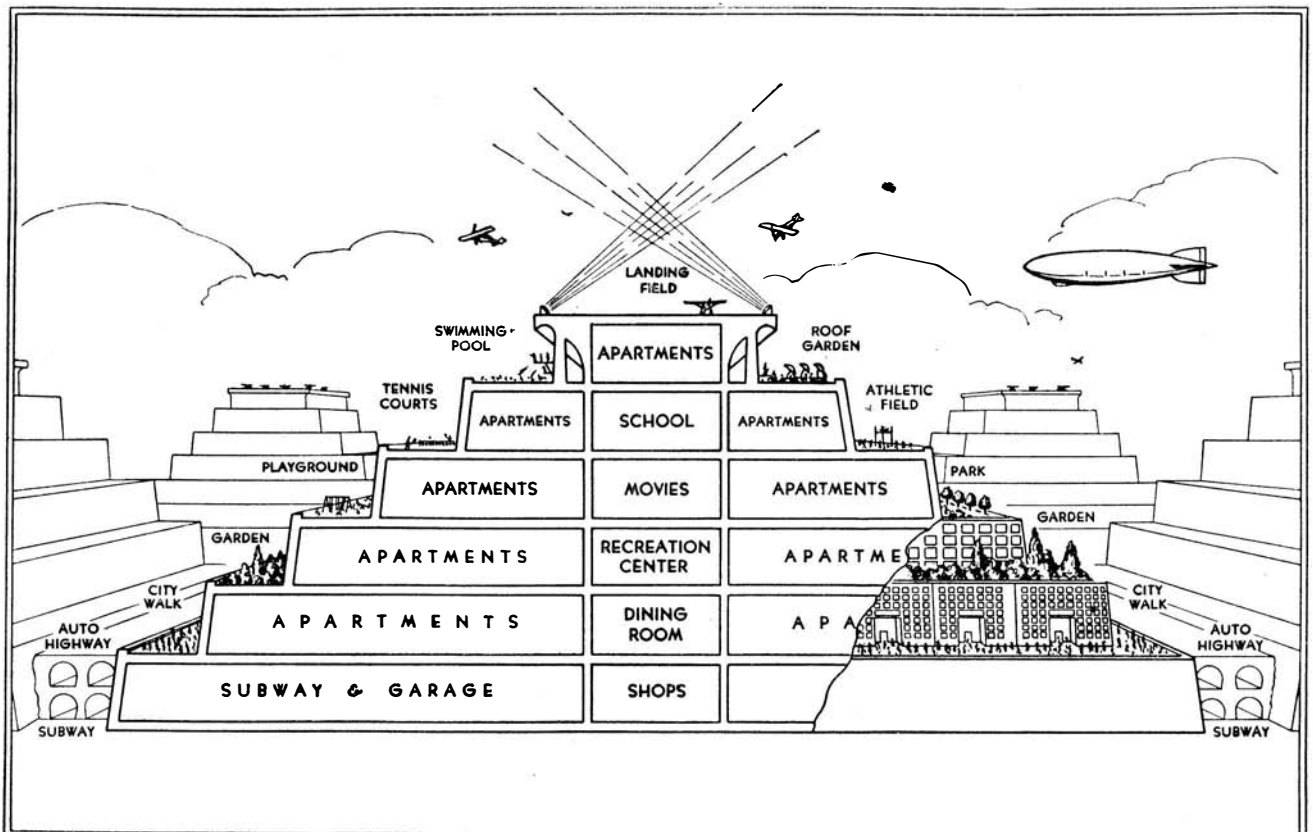 LANDING
FIELD
SWIMMING-
POOL
ROOF
GARDEN
APARTMENTS
TENNIS
COURTS
ATHLETIC
FIELD
APARTMENTS
SCHOOL
APARTMENTS
PLAYGROUND
PARK
APARTMENTS
MOVIES
APARTMENTS
GARDEN
GARDEN
APARTMENTS
RECREATION
CENTER
APARTME
CITY
WALK
CITY
WALK
APARTMENTS
DINING
ROOM
APA
AUTO
HIGHWAY
AUTO
HIGHWAY
SUBWAY & GARAGE
SHOPS
SUBWAY
SUBWAY